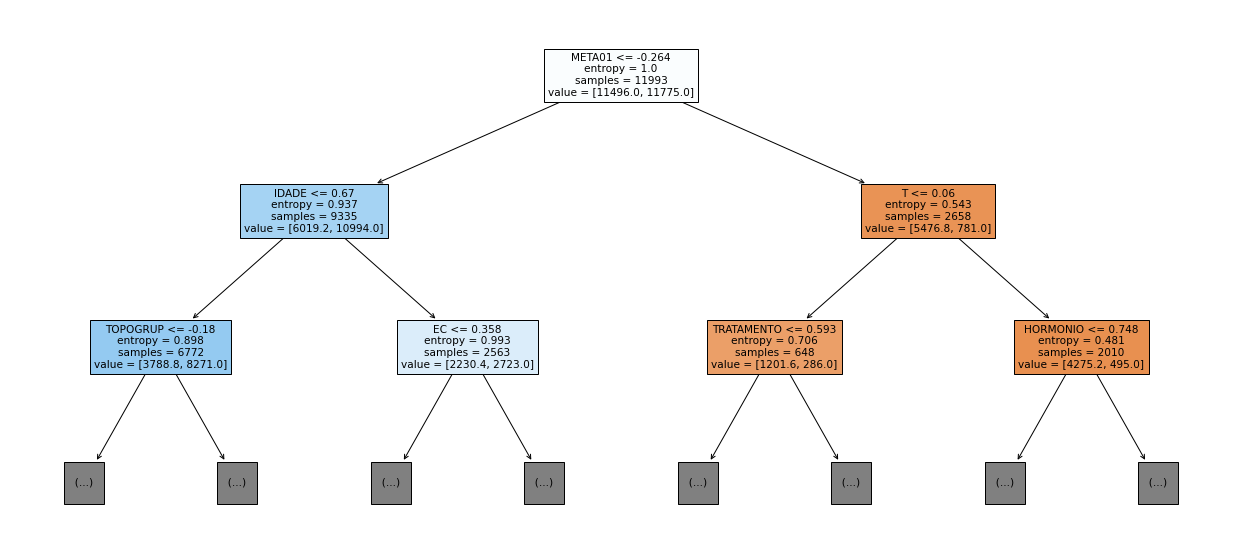 META01 <= -0.264
entropy = 1.0
samples = 11993
value = [11496.0, 11775.0]
IDADE <= 0.67
entropy = 0.937
samples = 9335
value = [6019.2, 10994.0]
T <= 0.06
entropy = 0.543
samples = 2658
value = [5476.8, 781.0]
TOPOGRUP <= -0.18
entropy = 0.898
samples = 6772
value = [3788.8, 8271.0]
EC <= 0.358
entropy = 0.993
samples = 2563
value = [2230.4, 2723.0]
TRATAMENTO <= 0.593
entropy = 0.706
samples = 648
value = [1201.6, 286.0]
HORMONIO <= 0.748
entropy = 0.481
samples = 2010
value = [4275.2, 495.0]
(...)
(...)
(...)
(...)
(...)
(...)
(...)
(...)